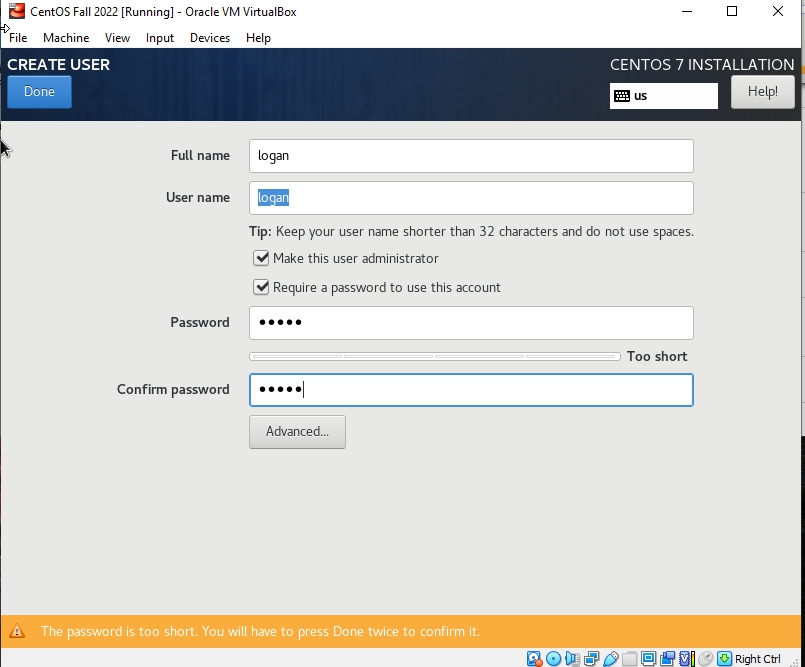 CentOS Fall 2022 [Running] - Oracle VM VirtualBox
File Machine View Input Devices Help
CREATE USER
CENTOS 7 INSTALLATION
Done
us
Help!
Full name
logan
User name
logan
Tip: Keep your user name shorter than 32 characters and do not use spaces.
Make this user administrator
Require a password to use this account
Password
●●●●●
Too short
Confirm password
●●●●●
Advanced...
The password is too short. You will have to press Done twice to confirm it.
Right Ctrl